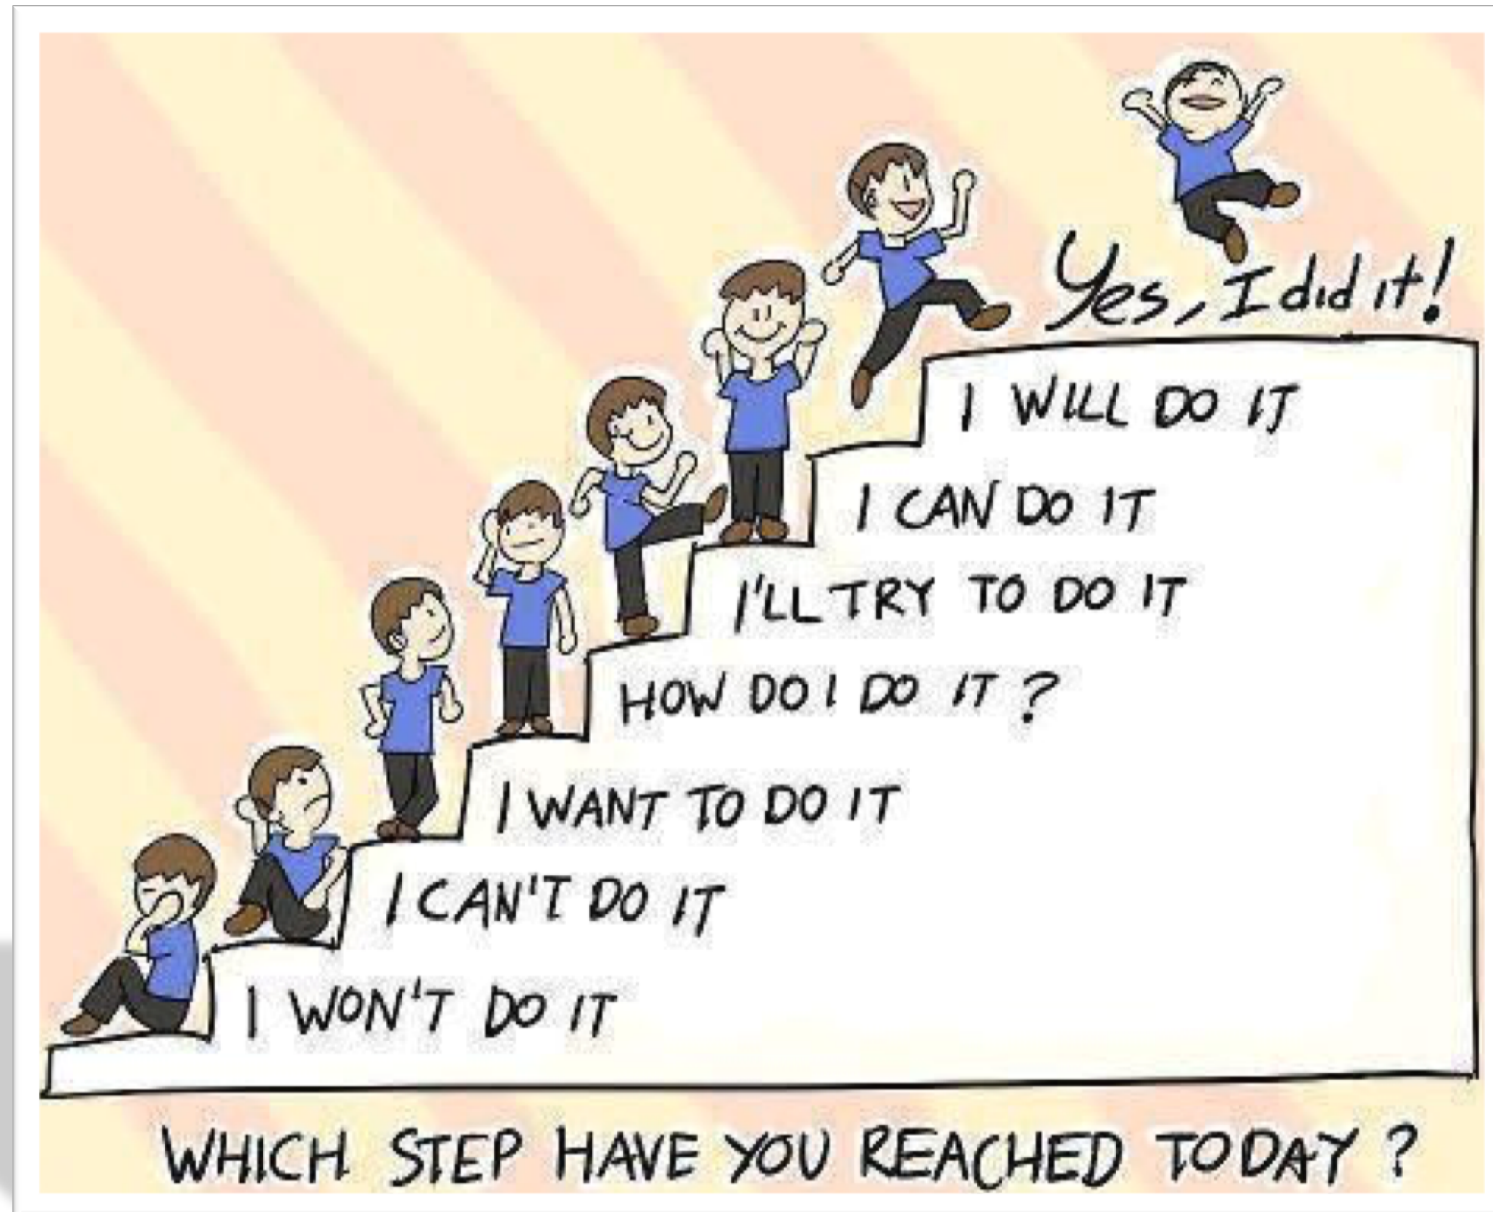 Yes, I did it!
I WILL DO IT
I CAN DO IT
I'LL TRY TO DO IT
HOW DO I DO IT ?
I WANT TO DO IT
I CAN'T DO IT
I WON'T DO IT
WHICH STEP HAVE YOU REACHED TODAY ?